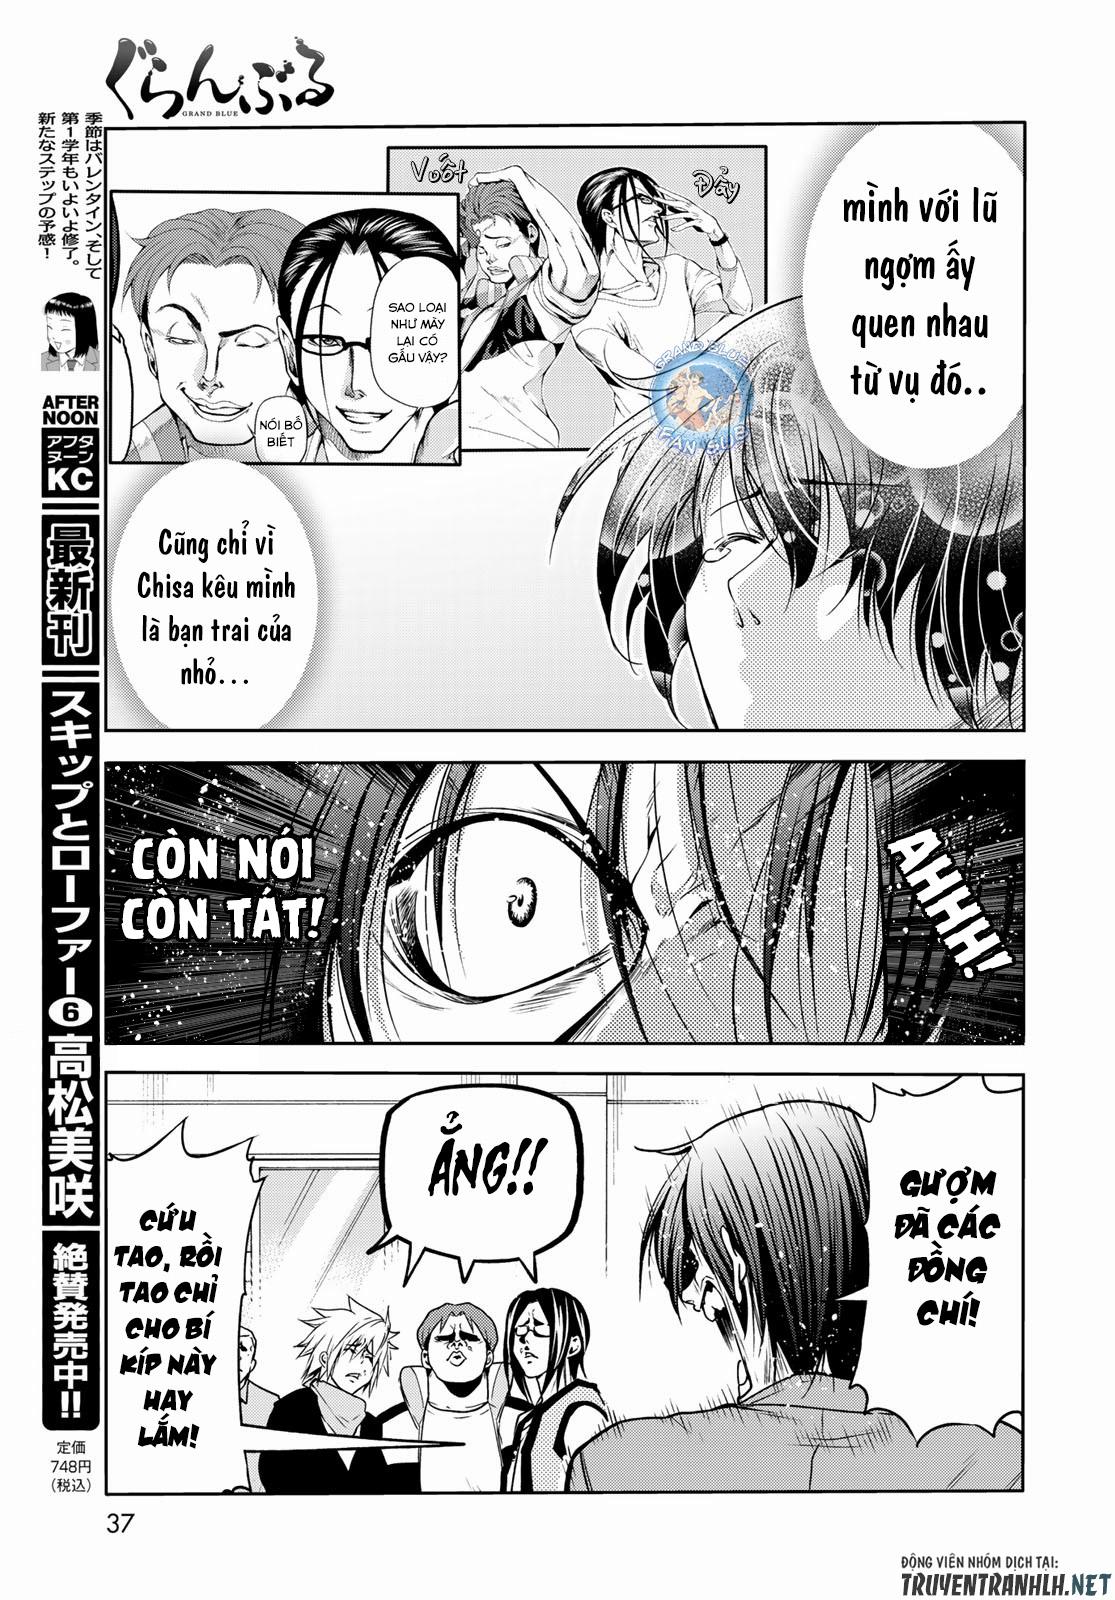 ぐらんぶる
GRAND BLUE
季節はバレンタイン、そして
第1学年もいよいよ修了。
新たなステップの予感!
AFTER
NOON
アフタ
ヌーン
KC
最新刊
スキップとローファー⑥高松美咲
絶賛発売中!!
定価
748円
(税込)
mình với lũ
ngợm ấy
quen nhau
từ vụ đó..
Vuốt
Đảy
SAO LOẠI
NHƯ MÀY
LẠI CÓ
GẤU VẬY?
NÓI BỐ
BIẾT
GRAND BLUE
FAN SUB
Cũng chỉ vì
Chisa kêu mình
là bạn trai của
nhỏ...
AHHH!
CÒN NÓI
CÒN TÁT!
GƯỢM
ĐÃ CÁC
ĐỒNG
CHÍ!
ẲNG!!
CỨU
TAO, RỒI
TAO CHỈ
CHO BÍ
KÍP NÀY
HAY
LẮM!
37
ĐỘNG VIÊN NHÓM DỊCH TẠI:
TRUYENTRANHLH.NET